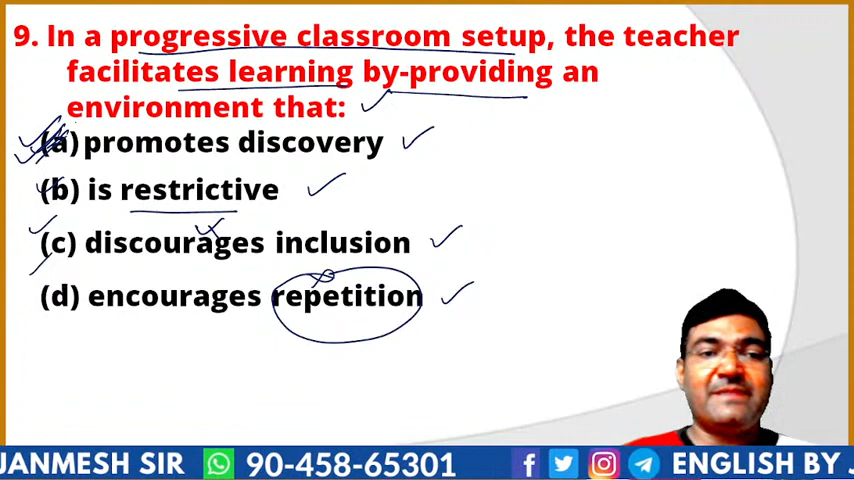 9. In a progressive classroom setup, the teacher
facilitates learning by-providing an
environment that:
(a) promotes discovery
(b) is restrictive
(c) discourages inclusion
(d) encourages repetition
JANMESH SIR 90-458-65301 ENGLISH BY J